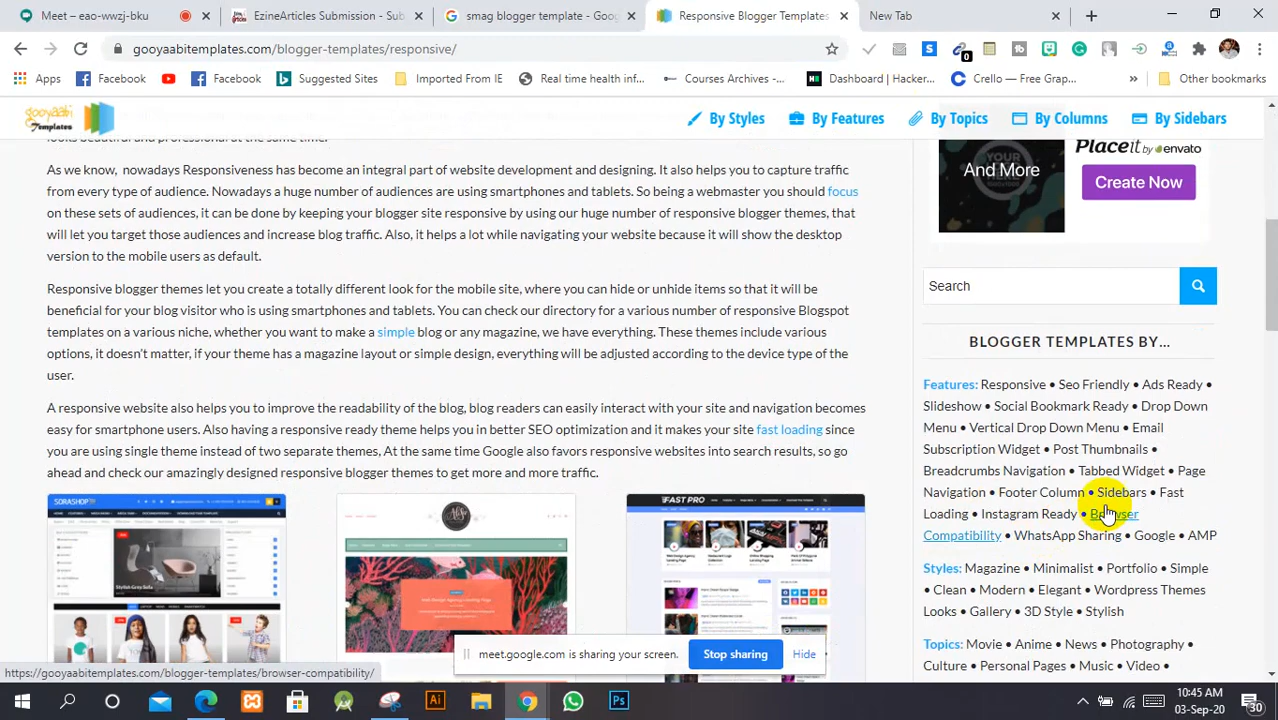 Meet – eao-wwzj-bku
EzineArticles Submission - Sub
smag blogger template - Goo
Responsive Blogger Templates
New Tab
gooyaabitemplates.com/blogger-templates/responsive/
Apps
Facebook
Facebook
Suggested Sites
Imported From IE
Real time health inf...
Courses Archives -...
Dashboard | Hacker...
Crello — Free Grap...
Other bookmarks
gooyaabi
Templates
By Styles
By Features
By Topics
By Columns
By Sidebars
looks beautiful and professional at the same time.
As we know, nowadays Responsiveness has become an integral part of website development and designing. It also helps you to capture traffic
from every type of audience. Nowadays a huge number of audiences are using smartphones and tablets. So being a webmaster you should focus
on these sets of audiences, it can be done by keeping your blogger site responsive by using our huge number of responsive blogger themes, that
will let you target those audiences and increase blog traffic. Also, it helps a lot while navigating your website because it will show the desktop
version to the mobile users as default.
Responsive blogger themes let you create a totally different look for the mobile site, where you can hide or unhide items so that it will be
beneficial for your blog visitor who is using smartphones and tablets. You can check our directory for a various number of responsive Blogspot
templates on a various niche, whether you want to make a simple blog or any magazine, we have everything. These themes include various
options, it doesn't matter, if your theme has a magazine layout or simple design, everything will be adjusted according to the device type of the
user.
A responsive website also helps you to improve the readability of the blog, blog readers can easily interact with your site and navigation becomes
easy for smartphone users. Also having a responsive ready theme helps you in better SEO optimization and it makes your site fast loading since
you are using single theme instead of two separate themes. At the same time Google also favors responsive websites into search results, so go
ahead and check our amazingly designed responsive blogger themes to get more and more traffic.
And More
YOUR
HERE
Placeit by envato
Create Now
Search
BLOGGER TEMPLATES BY...
Features: Responsive • Seo Friendly • Ads Ready •
Slideshow • Social Bookmark Ready • Drop Down
Menu • Vertical Drop Down Menu • Email
Subscription Widget • Post Thumbnails •
Breadcrumbs Navigation • Tabbed Widget • Page
Navigation • Footer Column • Sidebars • Fast
Loading • Instagram Ready • Browser
Compatibility • WhatsApp Sharing • Google • AMP
Styles: Magazine • Minimalist • Portfolio • Simple
• Clean • Modern • Elegant • Wordpress Themes
Looks • Gallery • 3D Style • Stylish
Topics: Movie • Anime • News • Photography •
Culture • Personal Pages • Music • Video •
SORASHOP
FAST PRO
meet.google.com is sharing your screen.
Stop sharing
Hide
https://gooyaabitemplates.com/blogger-templates/browser-compatibility/
10:45 AM
03-Sep-20
30